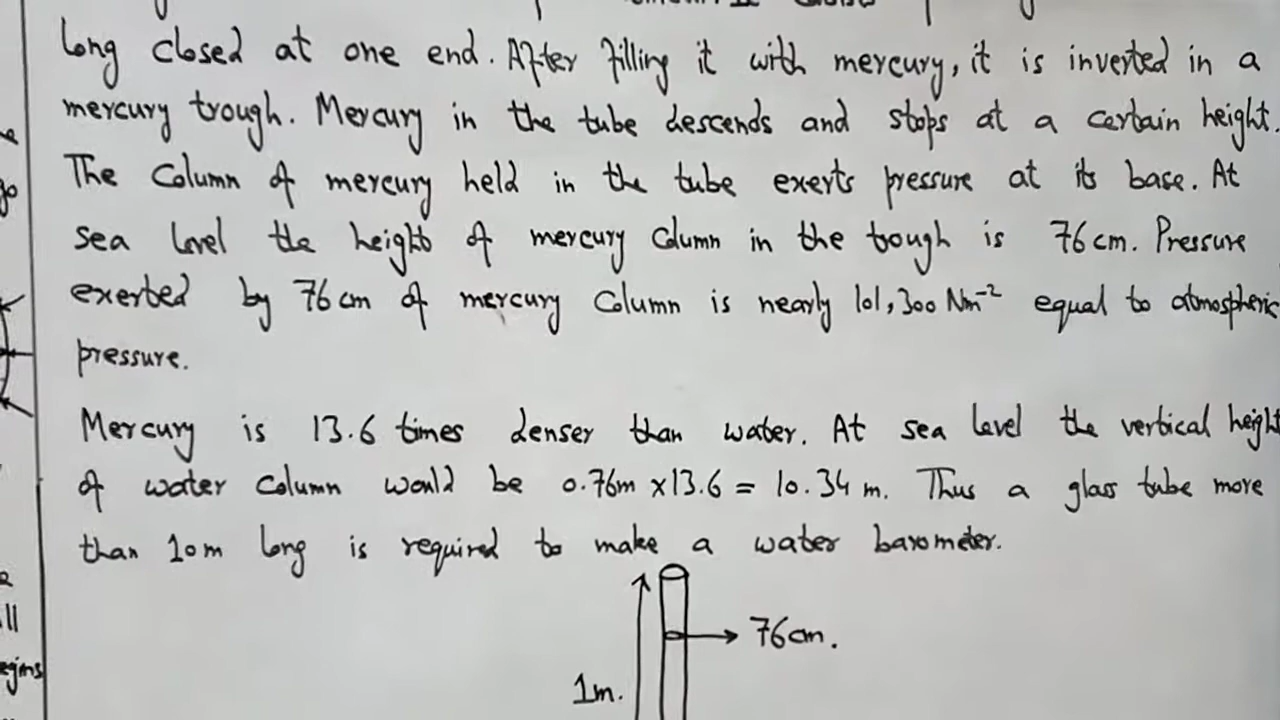 long closed at one end. After filling it with mercury, it is inverted in a
mercury trough. Mercury in the tube descends and stops at a certain height.
The Column of mercury held in the tube exerts pressure at its base. At
sea level the height of mercury Column in the trough is 76 cm. Pressure
exerted by 76 cm of mercury Column is nearly 101,300 Nm⁻² equal to atmospheric
pressure.
Mercury is 13.6 times denser than water. At sea level the vertical height
of water Column would be 0.76m x 13.6 = 10.34 m. Thus a glass tube more
than 10m long is required to make a water barometer.
76cm.
1m.